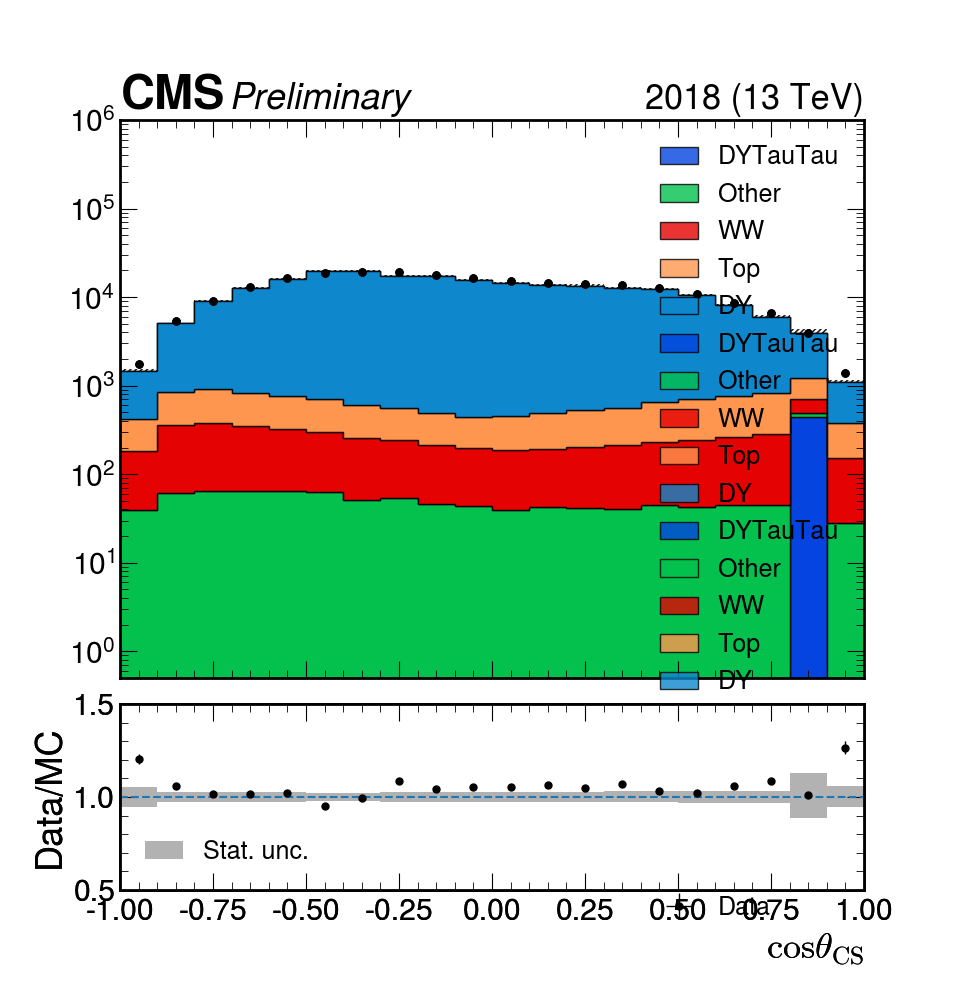 CMS Preliminary 2018 (13 TeV)
10^6
10^5
10^4
10^3
10^2
10^1
10^0
DYTauTau
Other
WW
Top
DY
DYTauTau
Other
WW
Top
DY
DYTauTau
Other
WW
Top
DY
Data/MC
1.5
1.0
0.5
Stat. unc.
Data
-1.00 -0.75 -0.50 -0.25 0.00 0.25 0.50 0.75 1.00
cosθ_CS